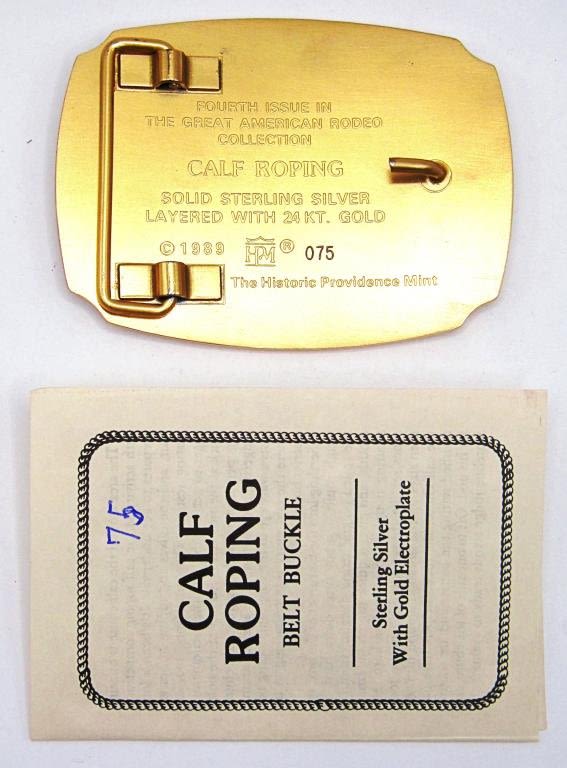 FOURTH ISSUE IN
THE GREAT AMERICAN RODEO
COLLECTION
CALF ROPING
SOLID STERLING SILVER
LAYERED WITH 24 KT. GOLD
© 1989 HPM ® 075
The Historic Providence Mint
75
CALF
ROPING
BELT BUCKLE
Sterling Silver
With Gold Electroplate